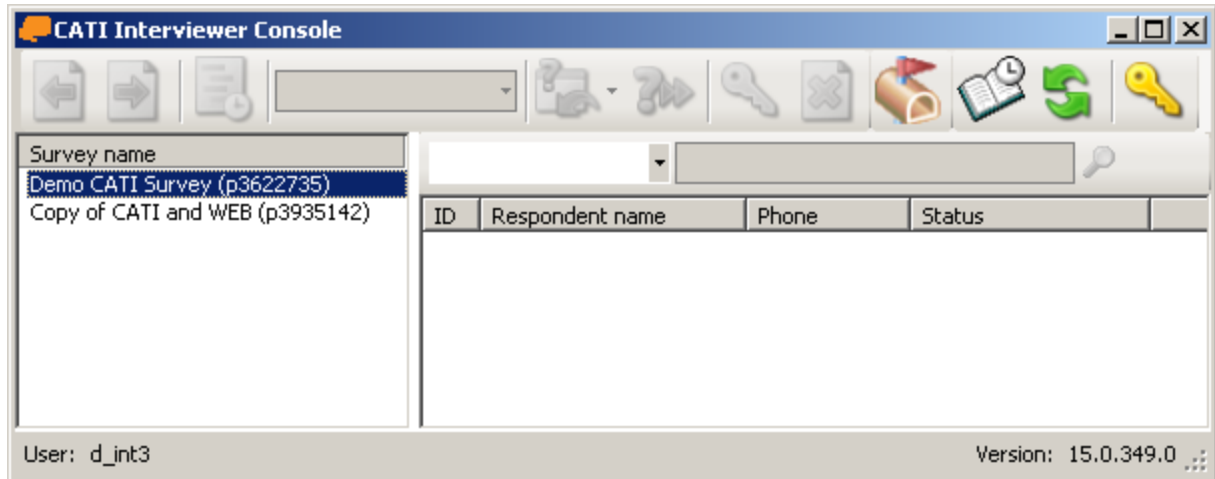 CATI Interviewer Console
Survey name
Demo CATI Survey (p3622735)
Copy of CATI and WEB (p3935142)
ID Respondent name Phone Status
User: d_int3 Version: 15.0.349.0